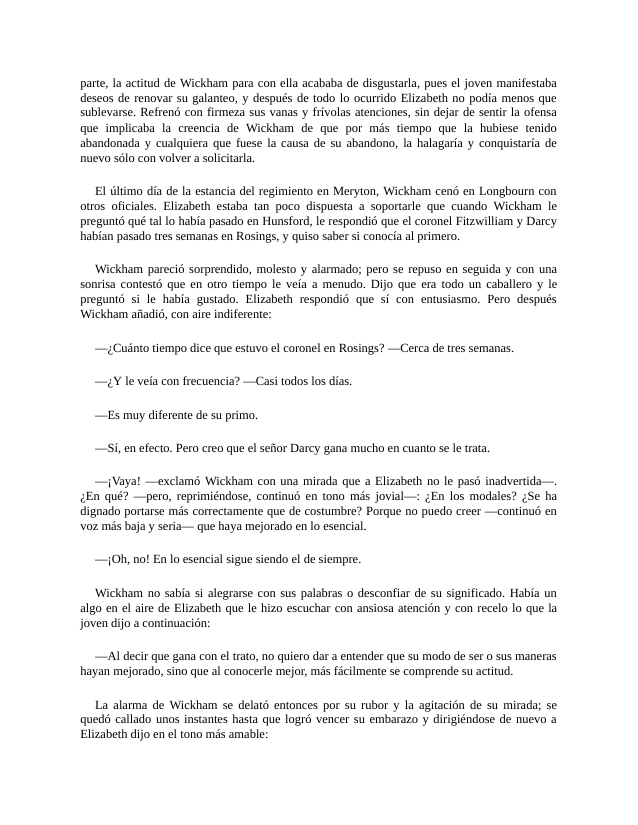 parte, la actitud de Wickham para con ella acababa de disgustarla, pues el joven manifestaba
deseos de renovar su galanteo, y después de todo lo ocurrido Elizabeth no podía menos que
sublevarse. Refrenó con firmeza sus vanas y frívolas atenciones, sin dejar de sentir la ofensa
que implicaba la creencia de Wickham de que por más tiempo que la hubiese tenido
abandonada y cualquiera que fuese la causa de su abandono, la halagaría y conquistaría de
nuevo sólo con volver a solicitarla.
El último día de la estancia del regimiento en Meryton, Wickham cenó en Longbourn con
otros oficiales. Elizabeth estaba tan poco dispuesta a soportarle que cuando Wickham le
preguntó qué tal lo había pasado en Hunsford, le respondió que el coronel Fitzwilliam y Darcy
habían pasado tres semanas en Rosings, y quiso saber si conocía al primero.
Wickham pareció sorprendido, molesto y alarmado; pero se repuso en seguida y con una
sonrisa contestó que en otro tiempo le veía a menudo. Dijo que era todo un caballero y le
preguntó si le había gustado. Elizabeth respondió que sí con entusiasmo. Pero después
Wickham añadió, con aire indiferente:
—¿Cuánto tiempo dice que estuvo el coronel en Rosings? —Cerca de tres semanas.
—¿Y le veía con frecuencia? —Casi todos los días.
—Es muy diferente de su primo.
—Sí, en efecto. Pero creo que el señor Darcy gana mucho en cuanto se le trata.
—¡Vaya! —exclamó Wickham con una mirada que a Elizabeth no le pasó inadvertida—.
¿En qué? —pero, reprimiéndose, continuó en tono más jovial—: ¿En los modales? ¿Se ha
dignado portarse más correctamente que de costumbre? Porque no puedo creer —continuó en
voz más baja y seria— que haya mejorado en lo esencial.
—¡Oh, no! En lo esencial sigue siendo el de siempre.
Wickham no sabía si alegrarse con sus palabras o desconfiar de su significado. Había un
algo en el aire de Elizabeth que le hizo escuchar con ansiosa atención y con recelo lo que la
joven dijo a continuación:
—Al decir que gana con el trato, no quiero dar a entender que su modo de ser o sus maneras
hayan mejorado, sino que al conocerle mejor, más fácilmente se comprende su actitud.
La alarma de Wickham se delató entonces por su rubor y la agitación de su mirada; se
quedó callado unos instantes hasta que logró vencer su embarazo y dirigiéndose de nuevo a
Elizabeth dijo en el tono más amable: